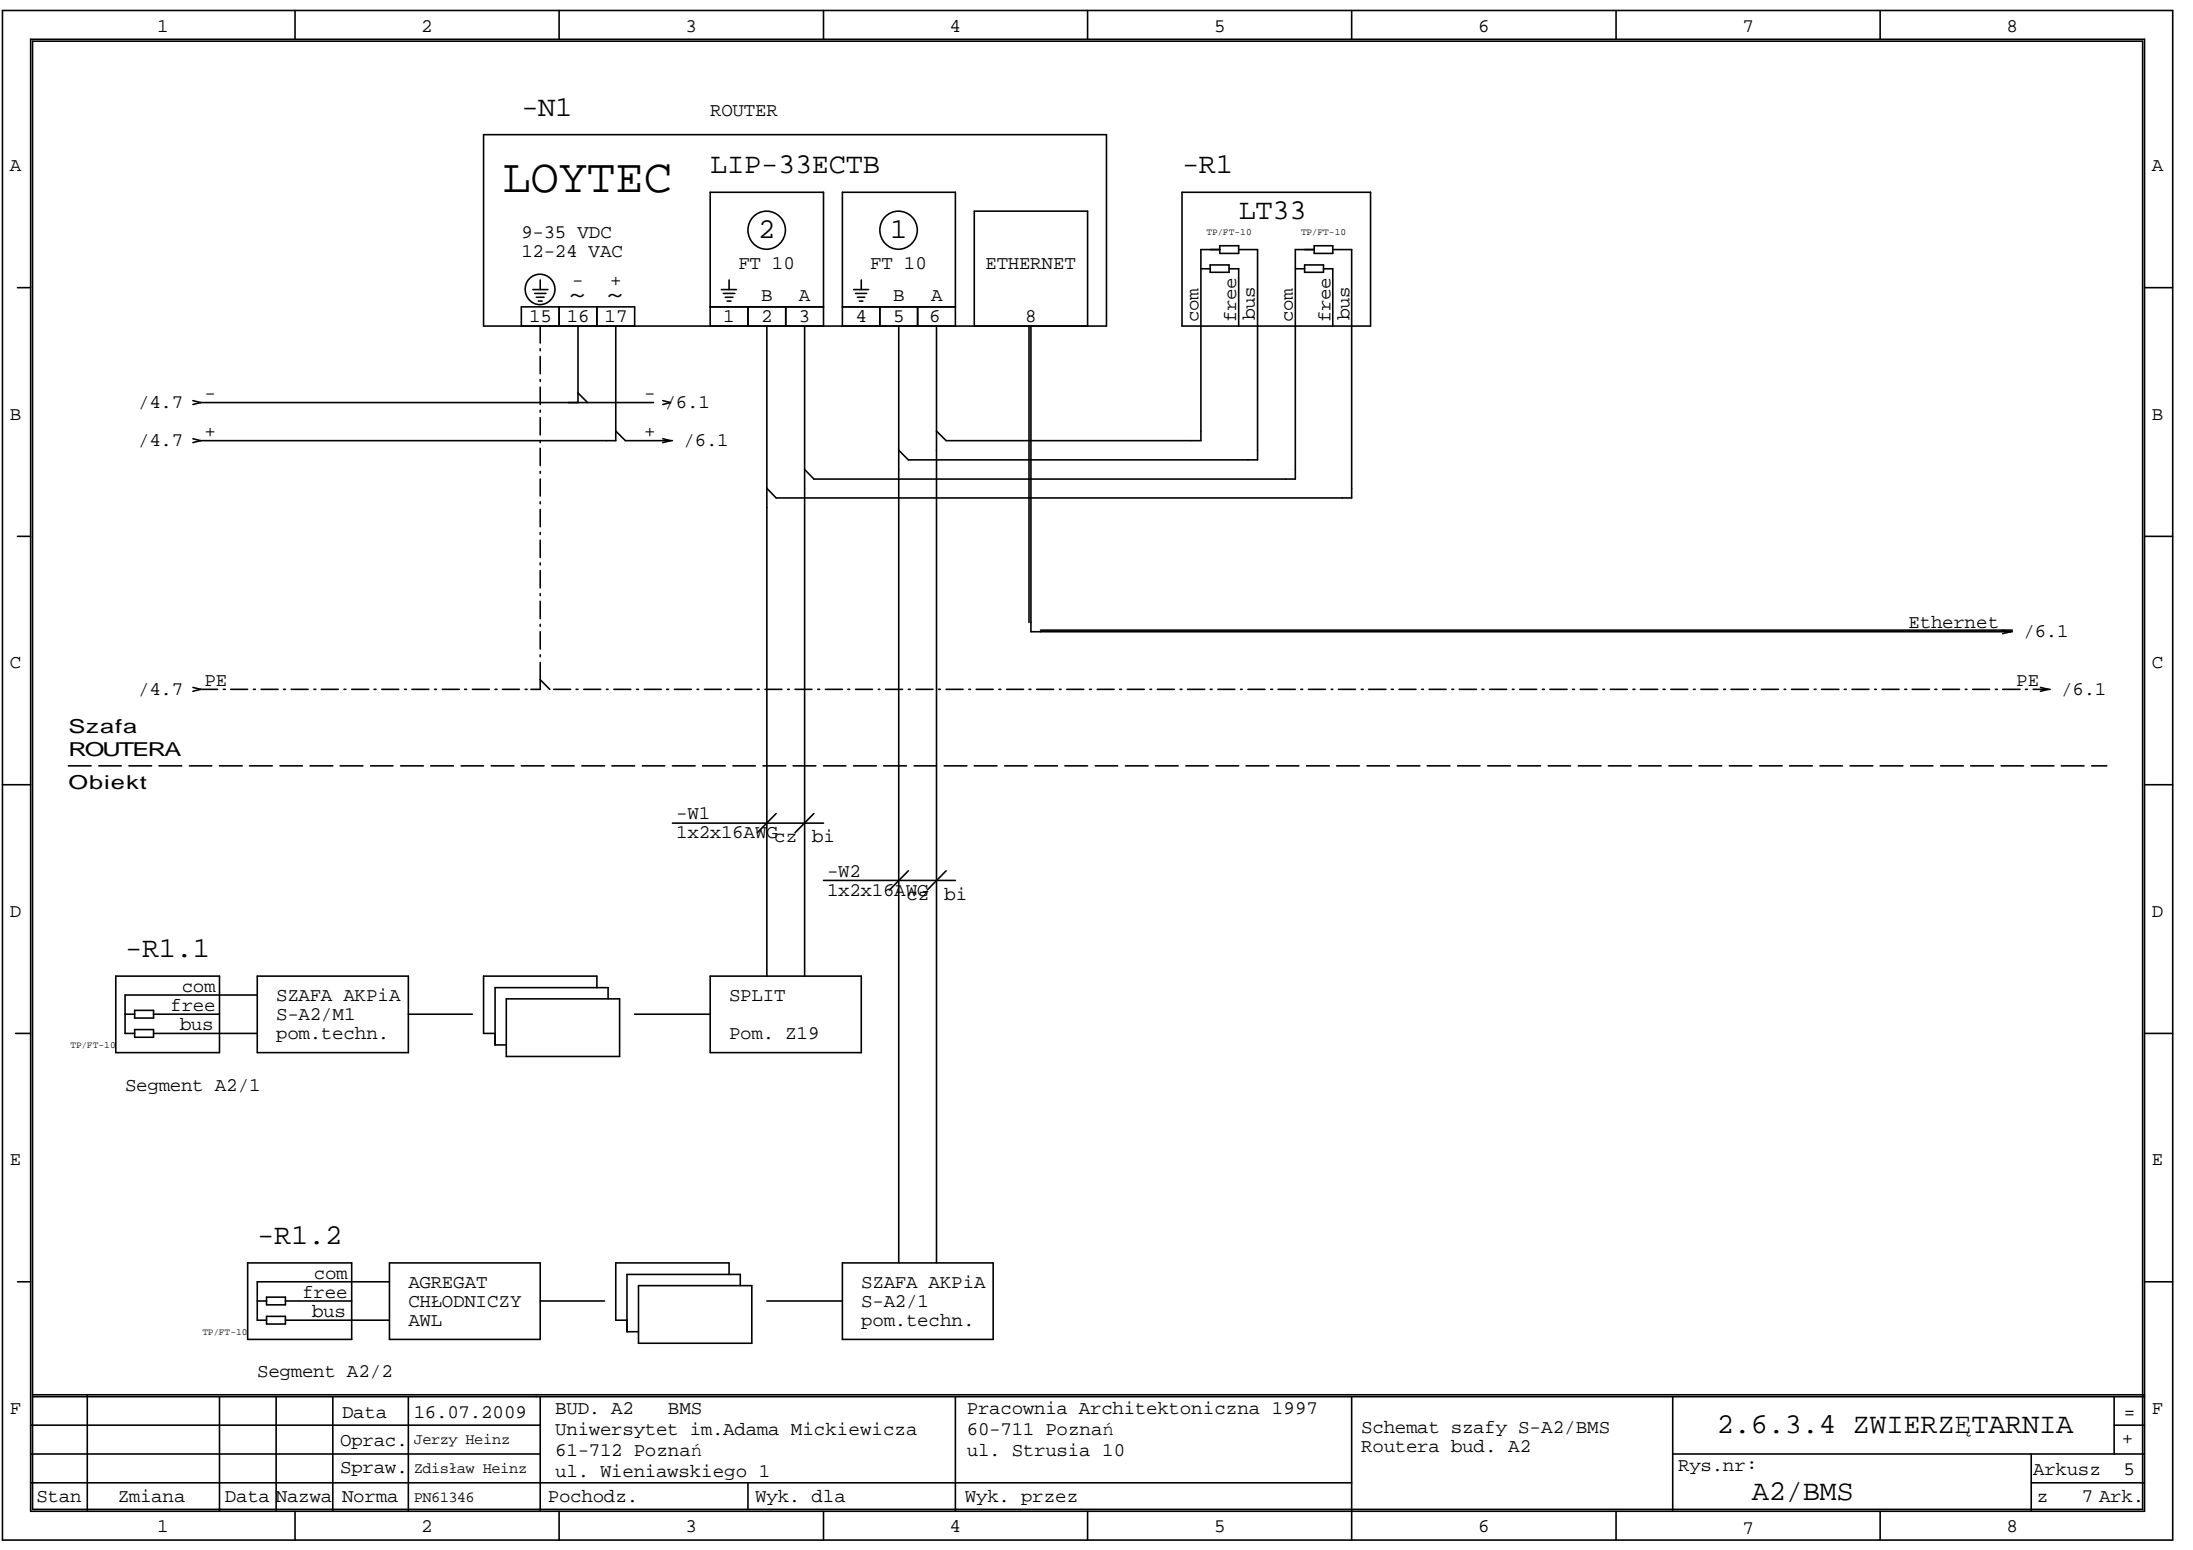 1 2 3 4 5 6 7 8
-N1 ROUTER
A A
LOYTEC LIP-33ECTB -R1
LT33
2 1
TP/FT-10 TP/FT-10
9-35 VDC
12-24 VAC
FT 10 FT 10 ETHERNET
- +
~ ~
B A B A
com free bus com free bus
15 16 17 1 2 3 4 5 6 8
/4.7 - - /6.1
B B
/4.7 + + /6.1
Ethernet /6.1
C C
/4.7 PE PE /6.1
Szafa
ROUTERA
Obiekt
-W1
1x2x16AWG cz bi
-W2
1x2x16AWG cz bi
D D
-R1.1
com
free
bus
TP/FT-10
SZAFA AKPiA
S-A2/M1
pom.techn.
SPLIT
Pom. Z19
Segment A2/1
E E
-R1.2
com
free
bus
TP/FT-10
AGREGAT
CHŁODNICZY
AWL
SZAFA AKPiA
S-A2/1
pom.techn.
Segment A2/2
F F
Data 16.07.2009
Oprac. Jerzy Heinz
Spraw. Zdisław Heinz
Stan Zmiana Data Nazwa Norma PN61346
BUD. A2 BMS
Uniwersytet im.Adama Mickiewicza
61-712 Poznań
ul. Wieniawskiego 1
Pochodz. Wyk. dla Wyk. przez
Pracownia Architektoniczna 1997
60-711 Poznań
ul. Strusia 10
Schemat szafy S-A2/BMS
Routera bud. A2
2.6.3.4 ZWIERZĘTARNIA
=
+
Rys.nr:
A2/BMS
Arkusz 5
z 7 Ark.
1 2 3 4 5 6 7 8